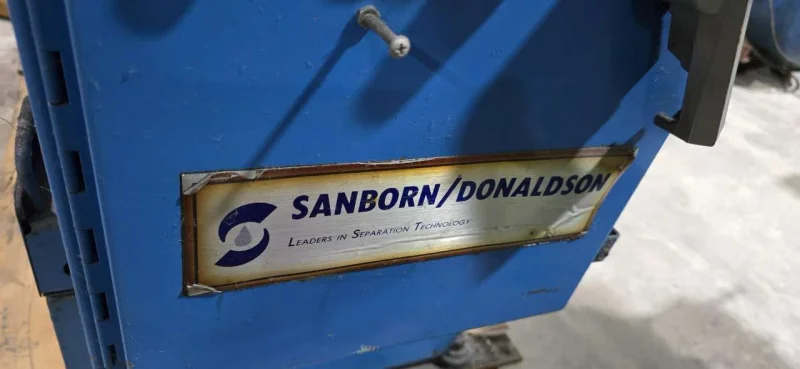 SANBORN/DONALDSON
LEADERS IN SEPARATION TECHNOLOGY